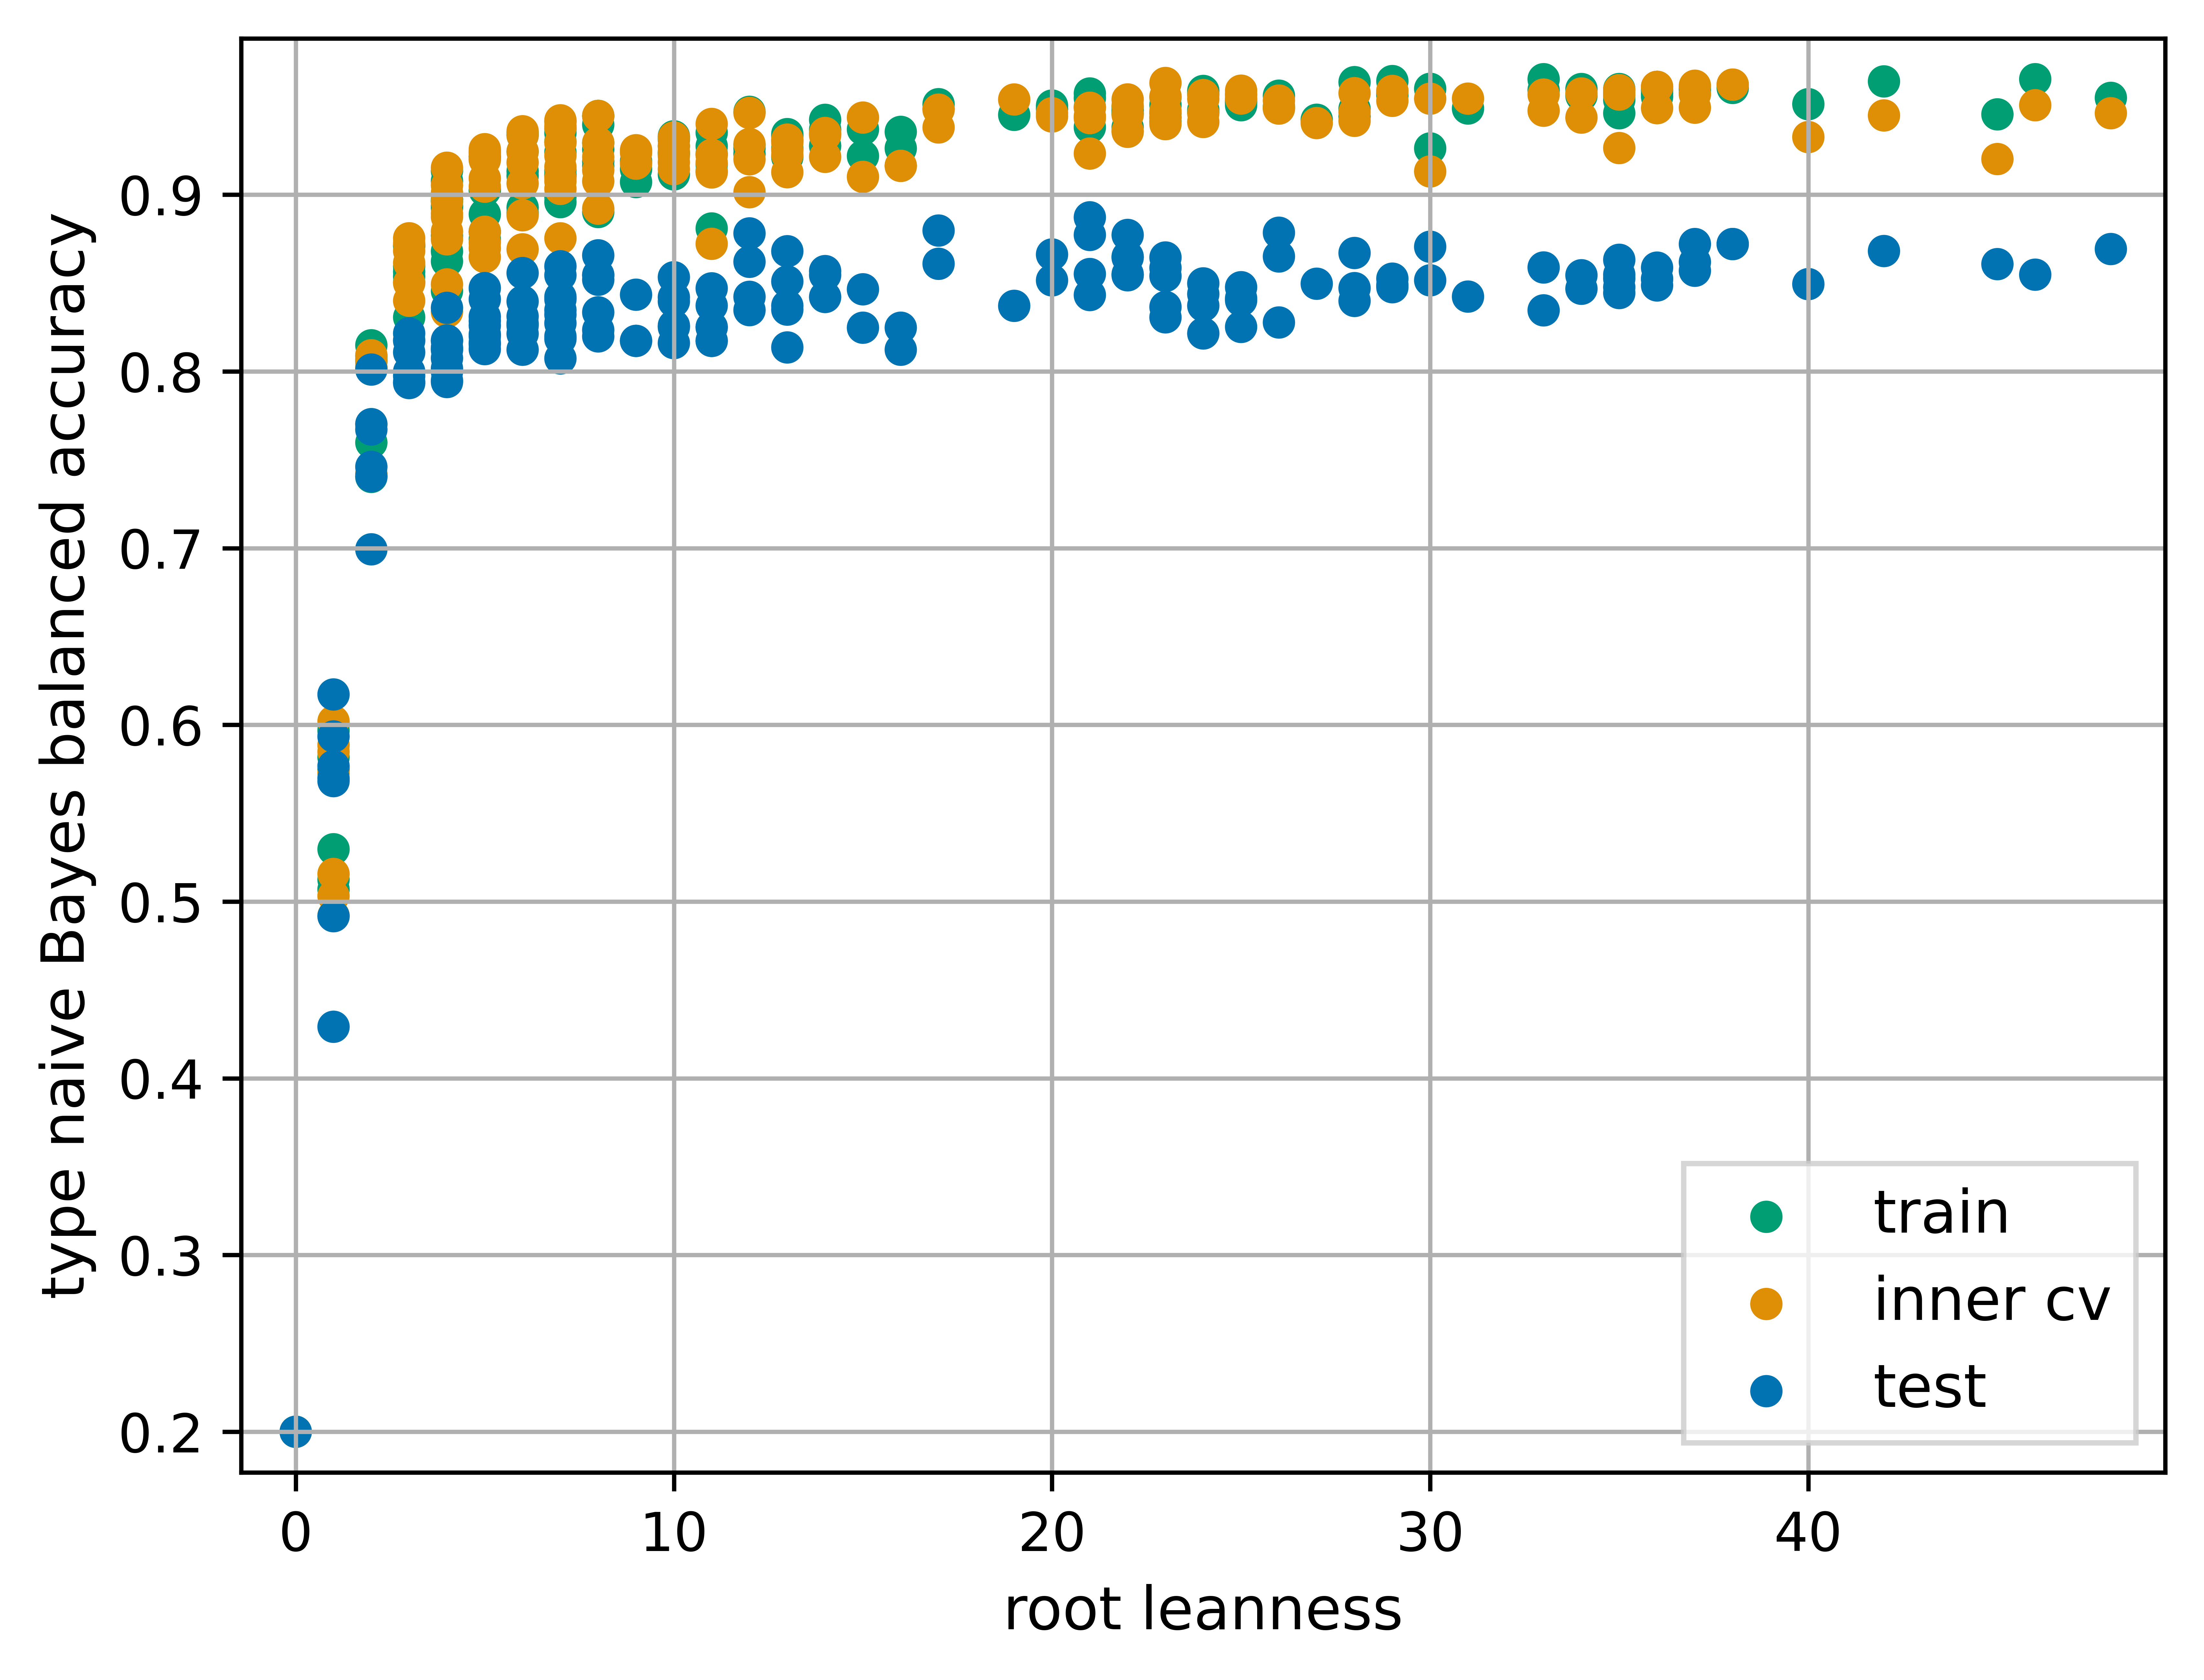 type naive Bayes balanced accuracy
0.9
0.8
0.7
0.6
0.5
0.4
0.3
0.2
train
inner cv
test
0 10 20 30 40
root leanness